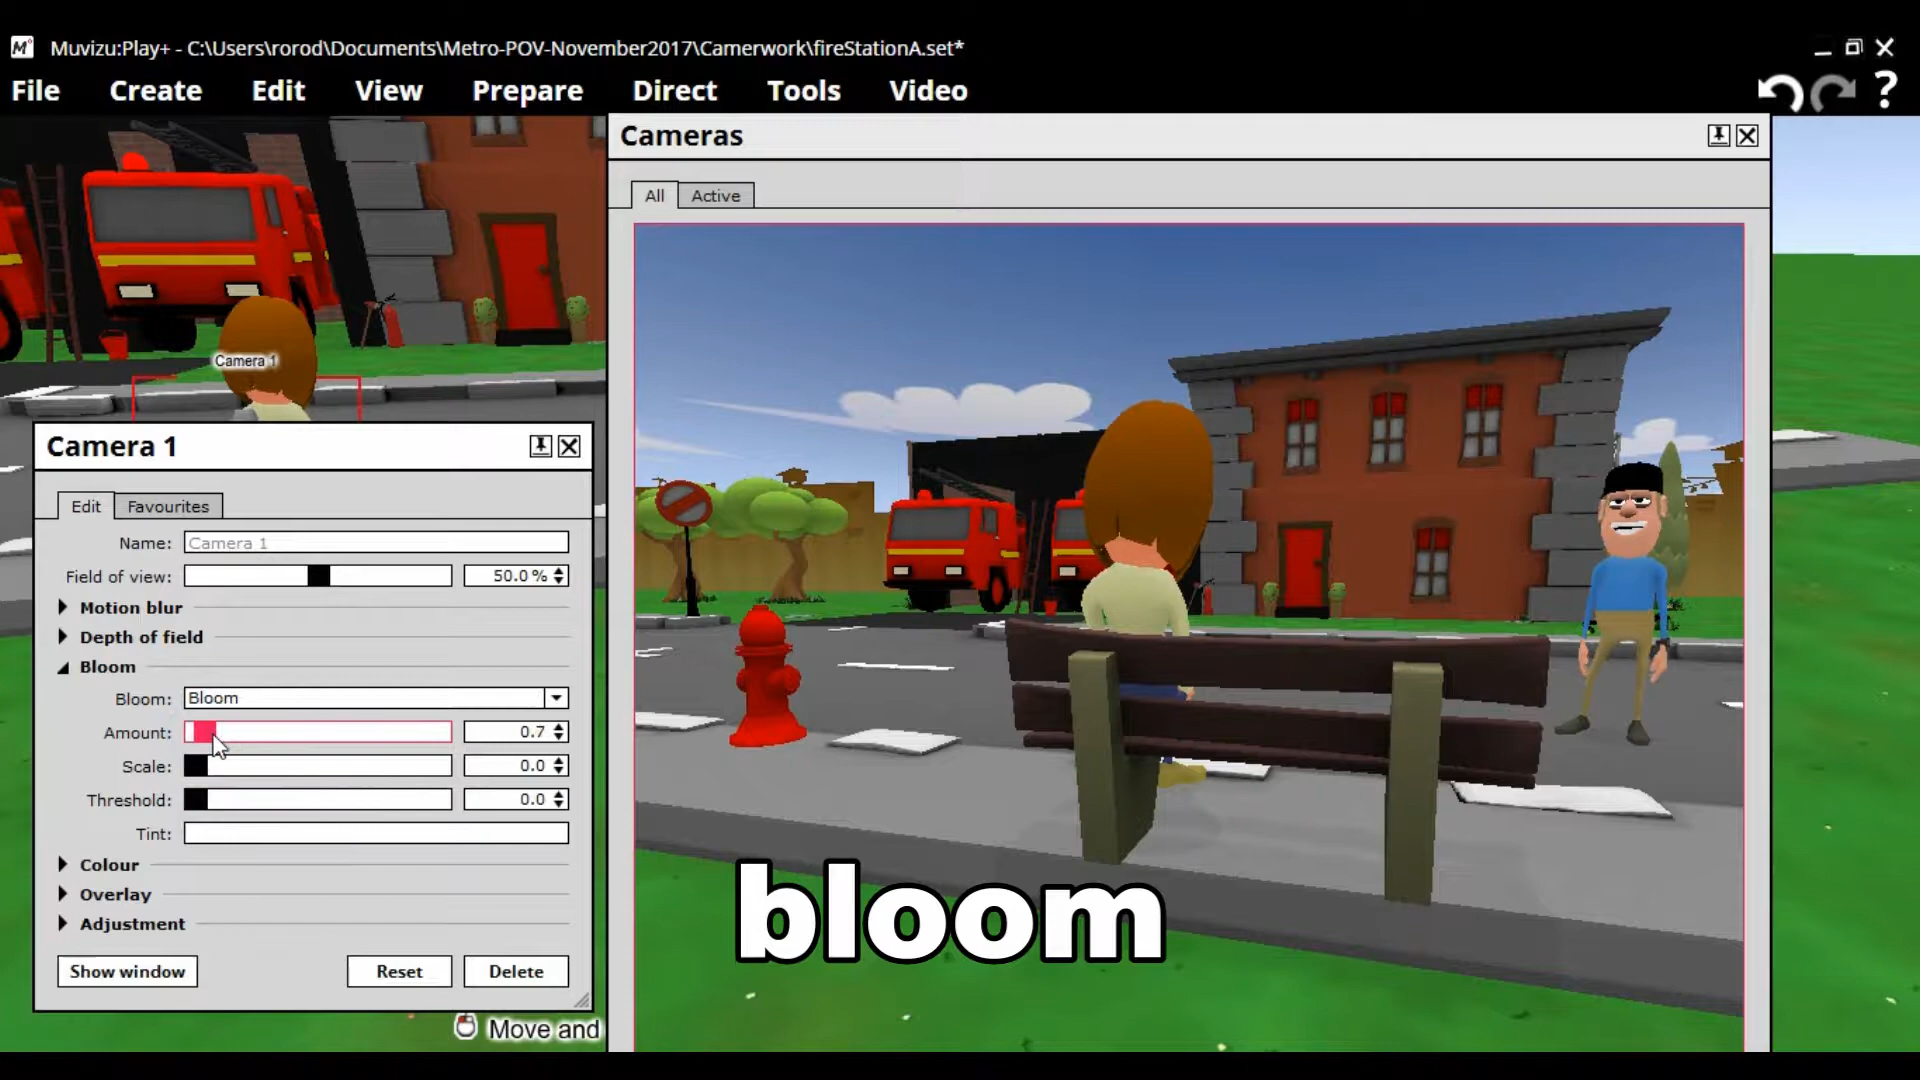 Muvizu:Play+ - C:\Users\rorod\Documents\Metro-POV-November2017\Camerwork\fireStationA.set*
File Create Edit View Prepare Direct Tools Video ?
Cameras
All Active
Camera 1
Camera 1
Edit Favourites
Name: Camera 1
Field of view: 50.0 %
Motion blur
Depth of field
Bloom
Bloom: Bloom
Amount: 0.7
Scale: 0.0
Threshold: 0.0
Tint:
Colour
Overlay
Adjustment
Show window Reset Delete
Move and
bloom